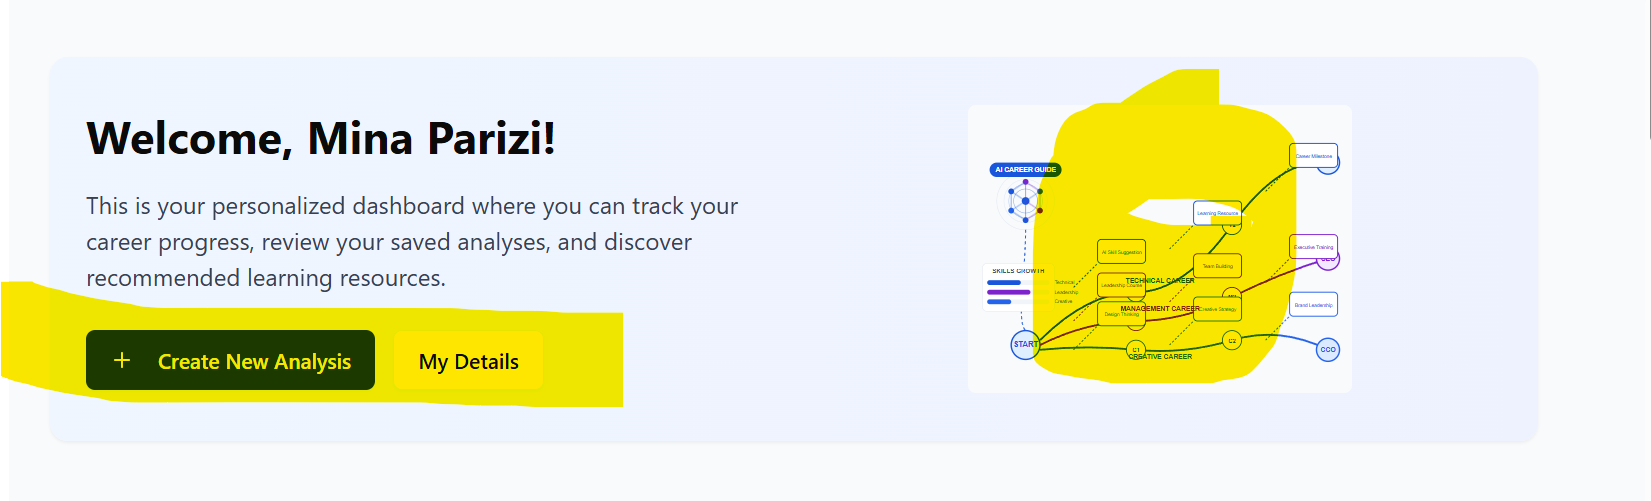 Welcome, Mina Parizi!
This is your personalized dashboard where you can track your
career progress, review your saved analyses, and discover
recommended learning resources.
+ Create New Analysis
My Details
AI CAREER GUIDE
SKILLS GROWTH
Technical
Leadership
Creative
START
Career Milestone
Learning Resource
AI Skill Suggestion
TECHNICAL CAREER
Executive Training
Team Building
Leadership Course
MANAGEMENT CAREER
Design Thinking
Creative Strategy
Brand Leadership
C1
C2
CCO
CREATIVE CAREER